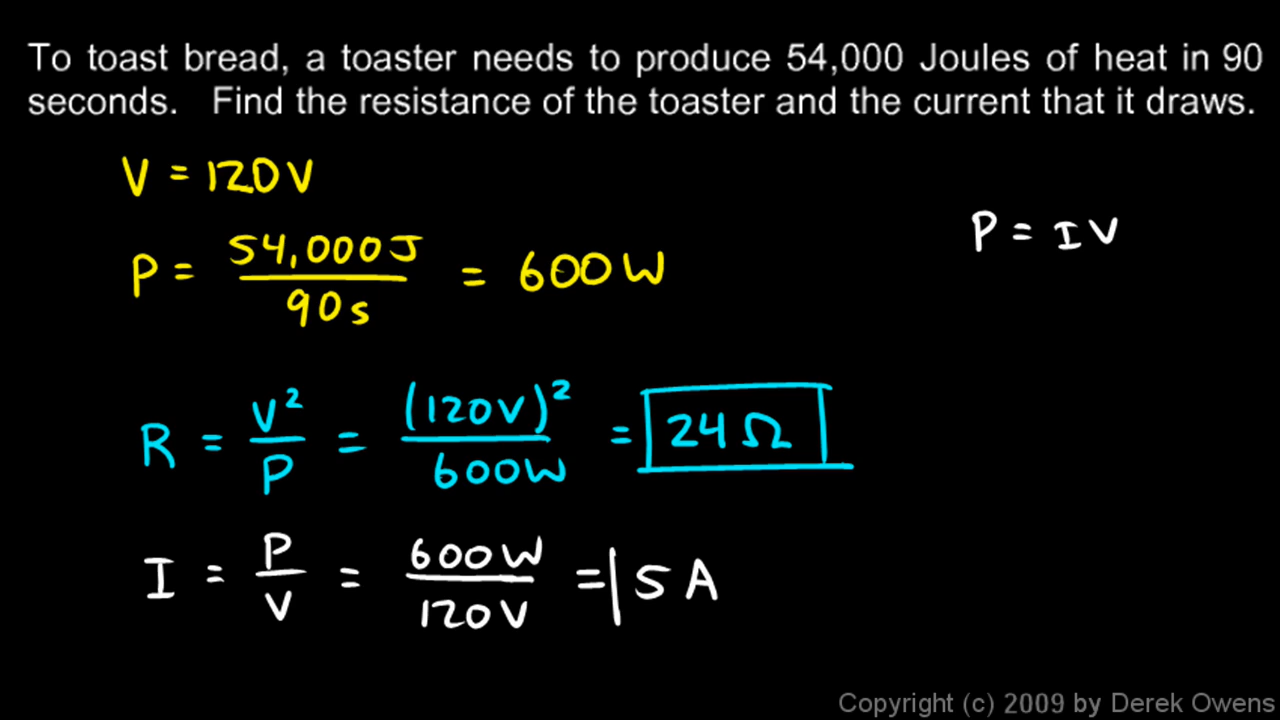 To toast bread, a toaster needs to produce 54,000 Joules of heat in 90
seconds. Find the resistance of the toaster and the current that it draws.
V = 120V
P = IV
P = 54,000J / 90s = 600W
R = V² / P = (120V)² / 600W = 24Ω
I = P / V = 600W / 120V = 5 A
Copyright (c) 2009 by Derek Owens